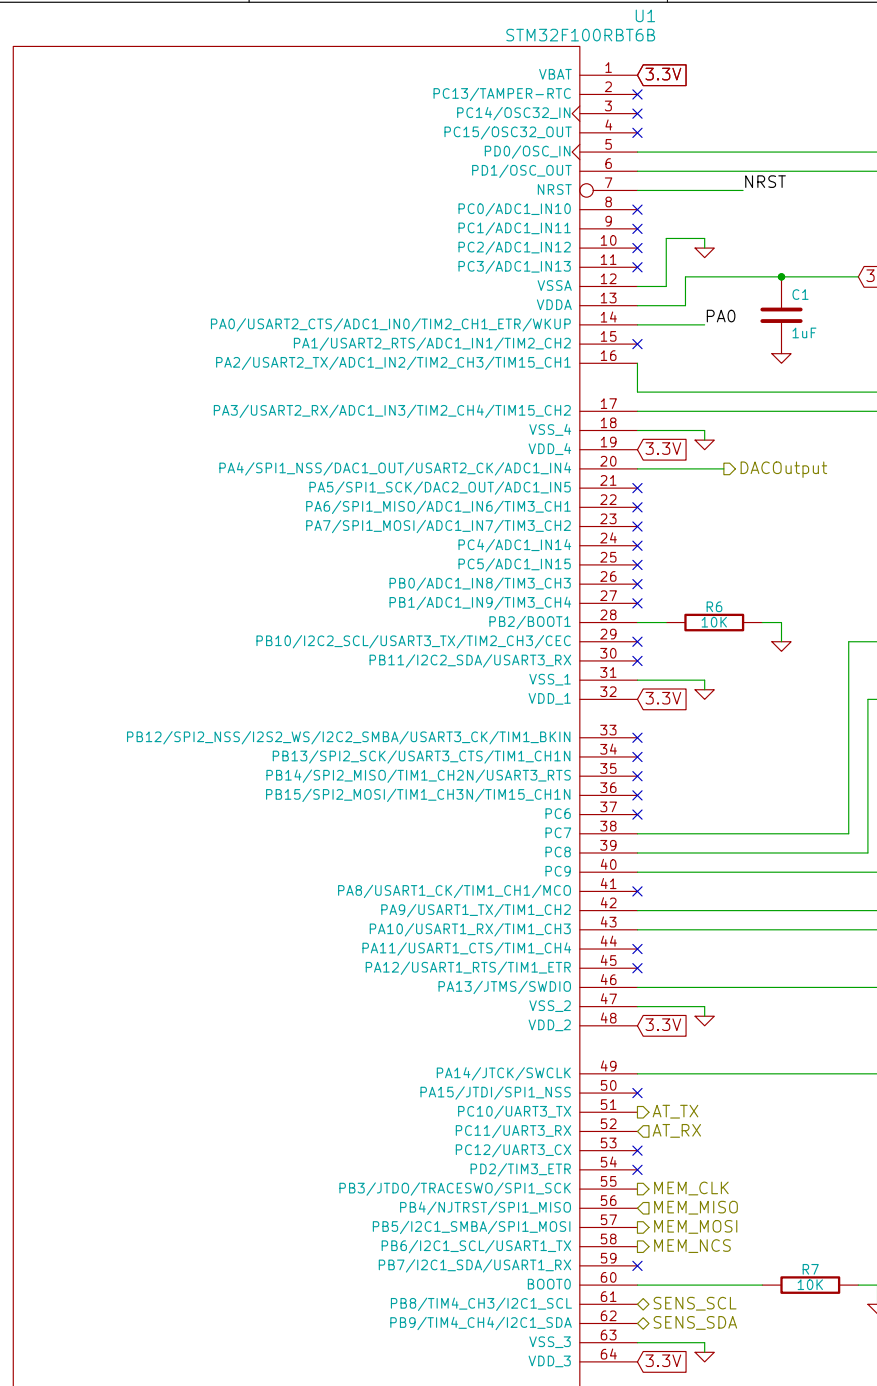 U1
STM32F100RBT6B
VBAT 1 3.3V
PC13/TAMPER-RTC 2
PC14/OSC32_IN 3
PC15/OSC32_OUT 4
PD0/OSC_IN 5
PD1/OSC_OUT 6
NRST 7 NRST
PC0/ADC1_IN10 8
PC1/ADC1_IN11 9
PC2/ADC1_IN12 10
PC3/ADC1_IN13 11
VSSA 12
VDDA 13
3
C1
1uF
PA0/USART2_CTS/ADC1_IN0/TIM2_CH1_ETR/WKUP 14 PA0
PA1/USART2_RTS/ADC1_IN1/TIM2_CH2 15
PA2/USART2_TX/ADC1_IN2/TIM2_CH3/TIM15_CH1 16
PA3/USART2_RX/ADC1_IN3/TIM2_CH4/TIM15_CH2 17
VSS_4 18
VDD_4 19 3.3V
PA4/SPI1_NSS/DAC1_OUT/USART2_CK/ADC1_IN4 20 DACOutput
PA5/SPI1_SCK/DAC2_OUT/ADC1_IN5 21
PA6/SPI1_MISO/ADC1_IN6/TIM3_CH1 22
PA7/SPI1_MOSI/ADC1_IN7/TIM3_CH2 23
PC4/ADC1_IN14 24
PC5/ADC1_IN15 25
PB0/ADC1_IN8/TIM3_CH3 26
PB1/ADC1_IN9/TIM3_CH4 27
R6
PB2/BOOT1 28 10K
PB10/I2C2_SCL/USART3_TX/TIM2_CH3/CEC 29
PB11/I2C2_SDA/USART3_RX 30
VSS_1 31
VDD_1 32 3.3V
PB12/SPI2_NSS/I2S2_WS/I2C2_SMBA/USART3_CK/TIM1_BKIN 33
PB13/SPI2_SCK/USART3_CTS/TIM1_CH1N 34
PB14/SPI2_MISO/TIM1_CH2N/USART3_RTS 35
PB15/SPI2_MOSI/TIM1_CH3N/TIM15_CH1N 36
PC6 37
PC7 38
PC8 39
PC9 40
PA8/USART1_CK/TIM1_CH1/MCO 41
PA9/USART1_TX/TIM1_CH2 42
PA10/USART1_RX/TIM1_CH3 43
PA11/USART1_CTS/TIM1_CH4 44
PA12/USART1_RTS/TIM1_ETR 45
PA13/JTMS/SWDIO 46
VSS_2 47
VDD_2 48 3.3V
PA14/JTCK/SWCLK 49
PA15/JTDI/SPI1_NSS 50
PC10/UART3_TX 51 AT_TX
PC11/UART3_RX 52 AT_RX
PC12/UART3_CX 53
PD2/TIM3_ETR 54
PB3/JTDO/TRACESWO/SPI1_SCK 55 MEM_CLK
PB4/NJTRST/SPI1_MISO 56 MEM_MISO
PB5/I2C1_SMBA/SPI1_MOSI 57 MEM_MOSI
PB6/I2C1_SCL/USART1_TX 58 MEM_NCS
PB7/I2C1_SDA/USART1_RX 59
R7
BOOT0 60 10K
PB8/TIM4_CH3/I2C1_SCL 61 SENS_SCL
PB9/TIM4_CH4/I2C1_SDA 62 SENS_SDA
VSS_3 63
VDD_3 64 3.3V